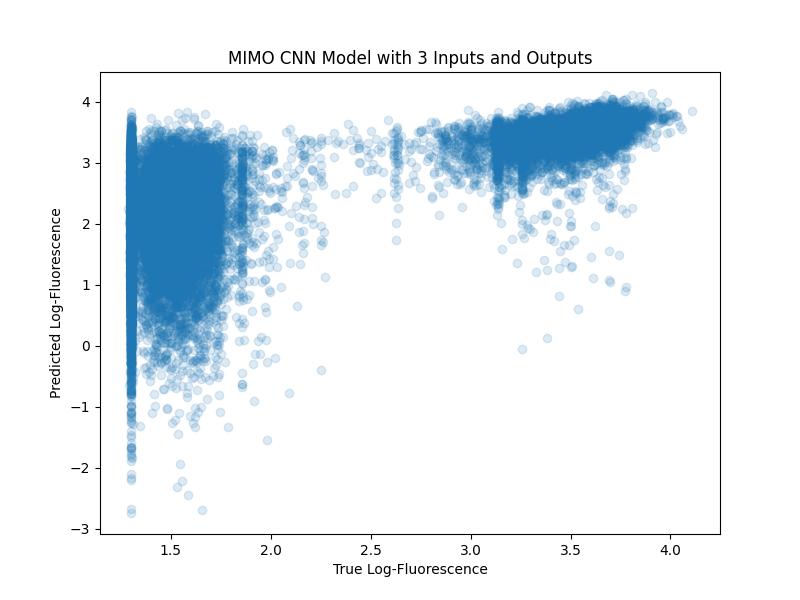 MIMO CNN Model with 3 Inputs and Outputs
Predicted Log-Fluorescence
4
3
2
1
0
−1
−2
−3
1.5 2.0 2.5 3.0 3.5 4.0
True Log-Fluorescence